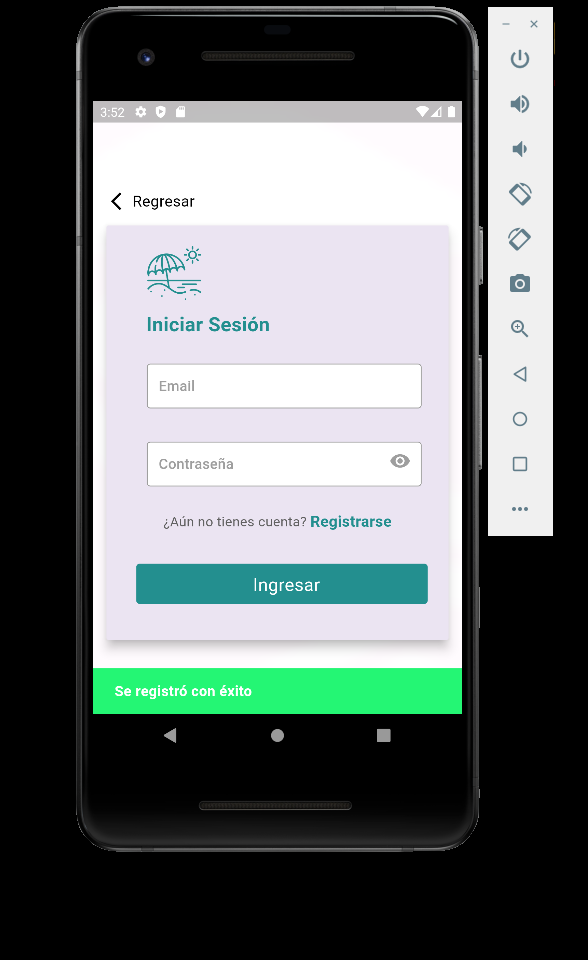 3:52
Regresar
Iniciar Sesión
Email
Contraseña
¿Aún no tienes cuenta? Registrarse
Ingresar
Se registró con éxito